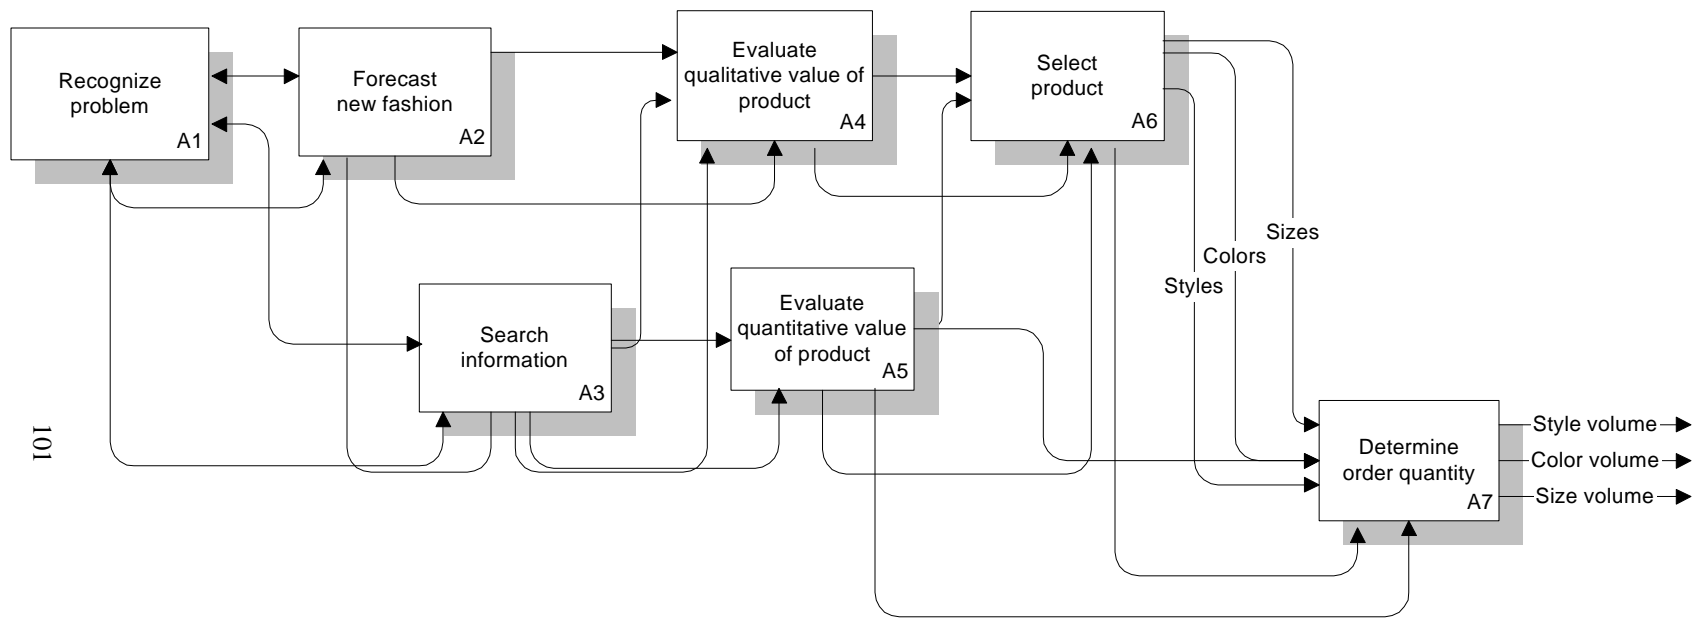 Recognize
problem
A1
Forecast
new fashion
A2
Evaluate
qualitative value of
product
A4
Select
product
A6
Sizes
Colors
Styles
Search
information
A3
Evaluate
quantitative value
of product
A5
Determine
order quantity
A7
Style volume
Color volume
Size volume
101